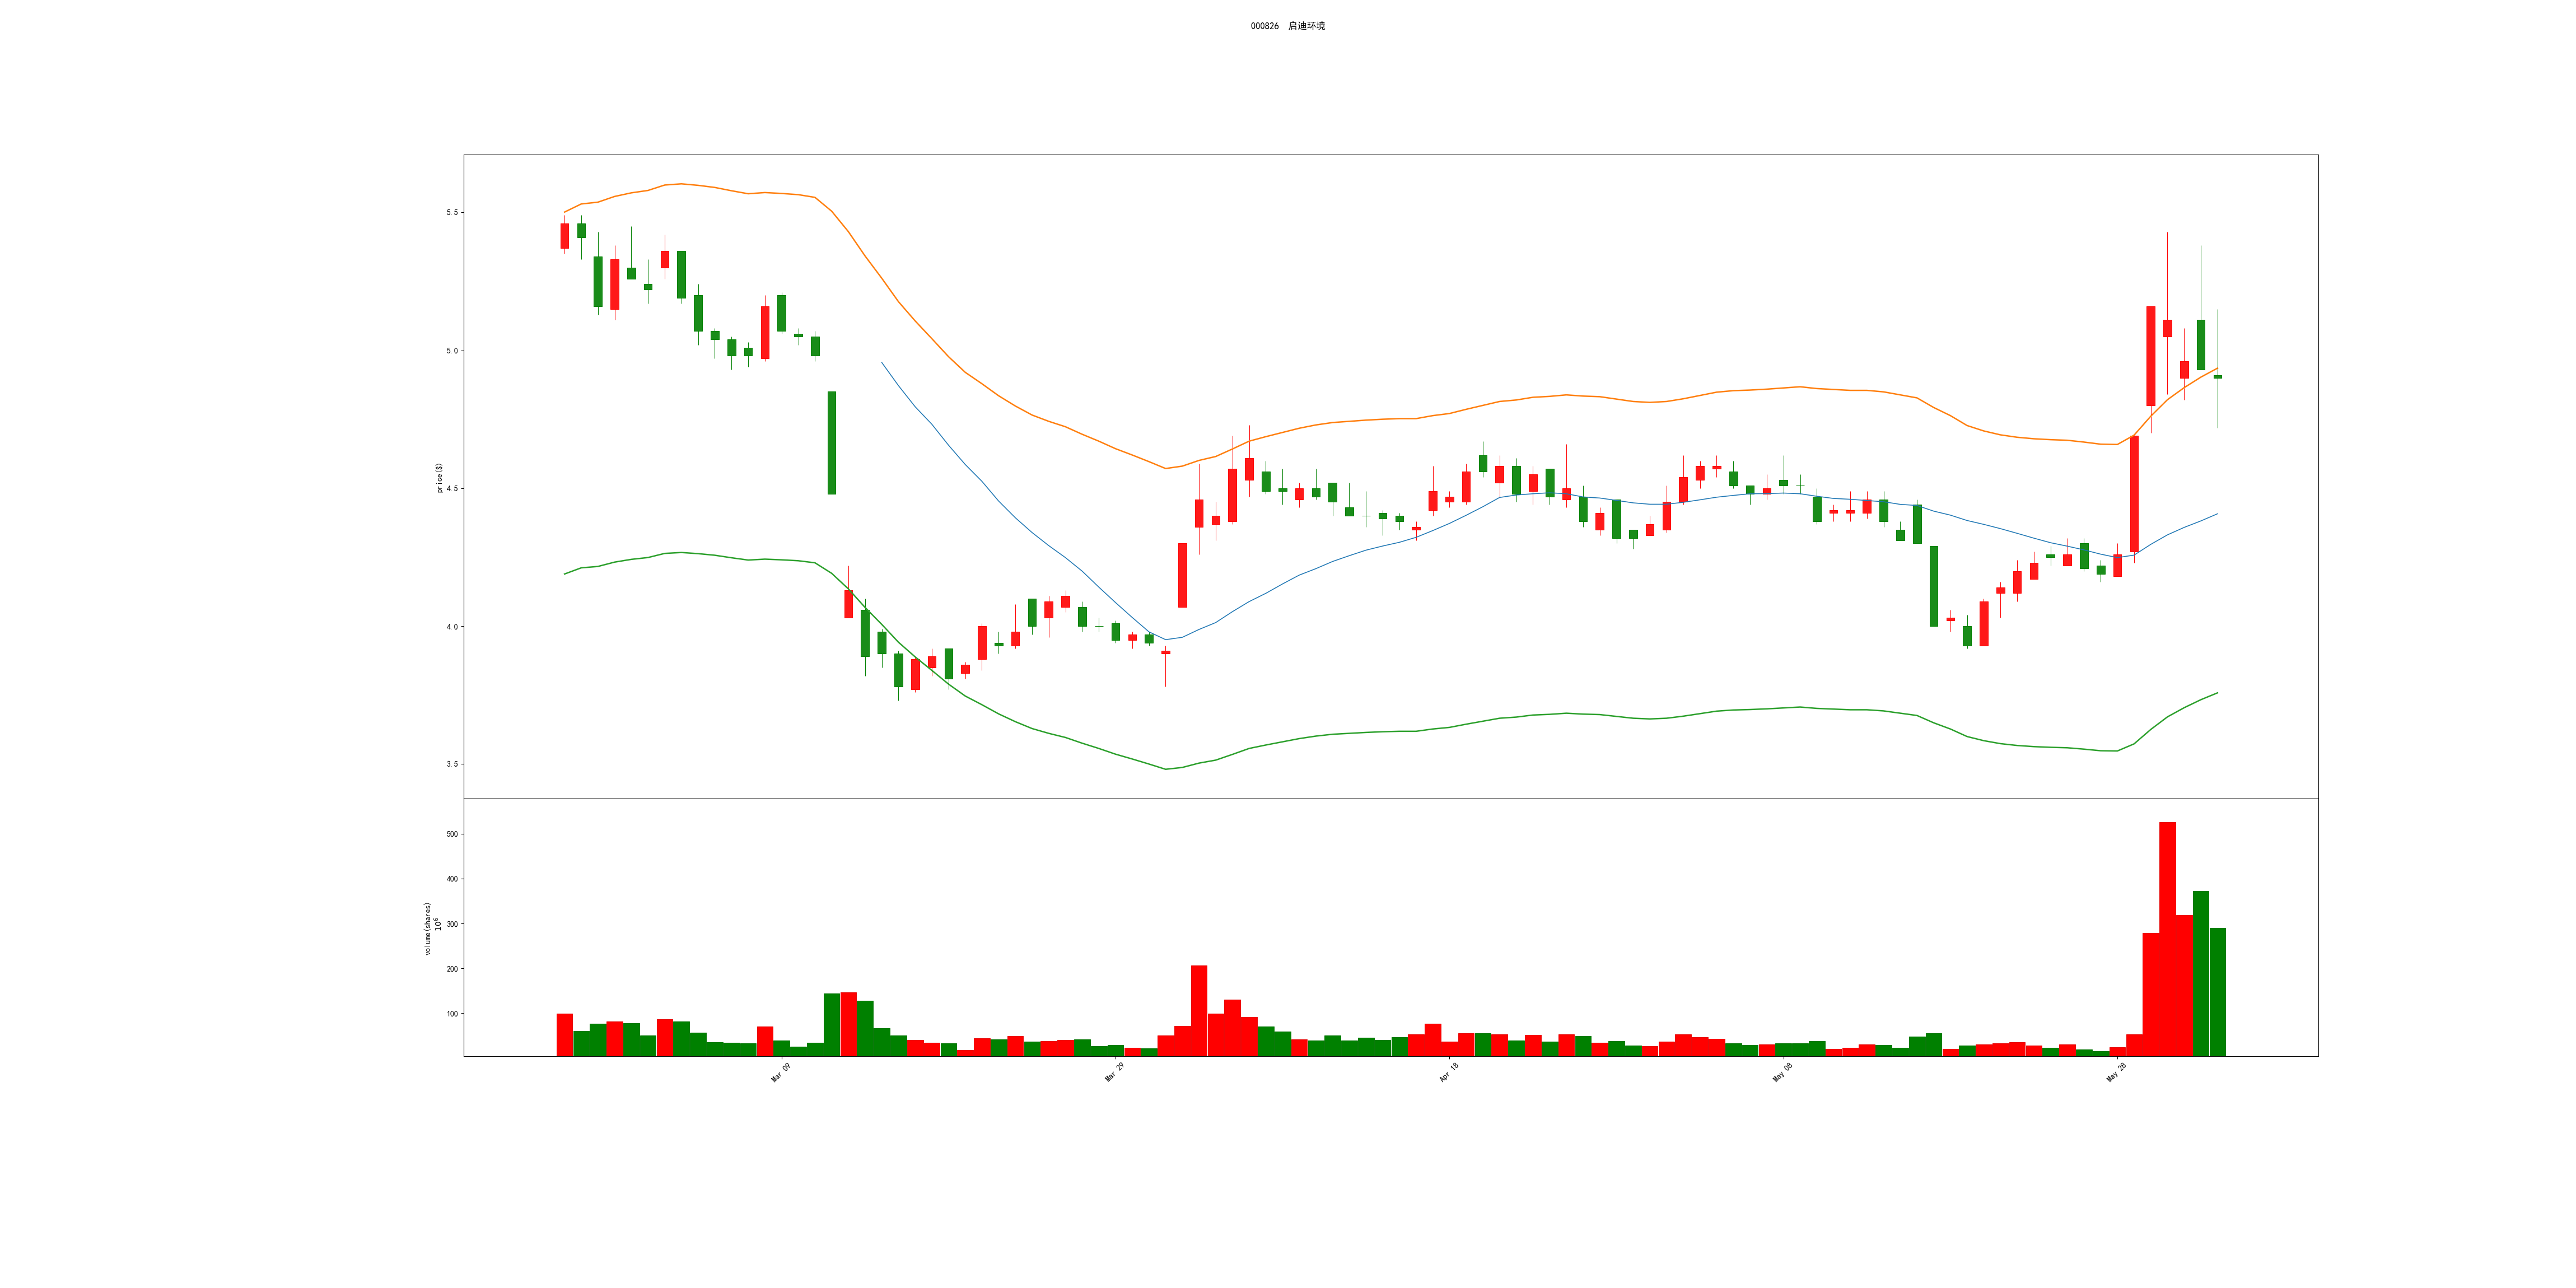 000826 启迪环境
5.5
5.0
4.5
4.0
3.5
price($)
500
400
300
200
100
volume(shares)
10⁶
Mar 09
Mar 29
Apr 18
May 08
May 28